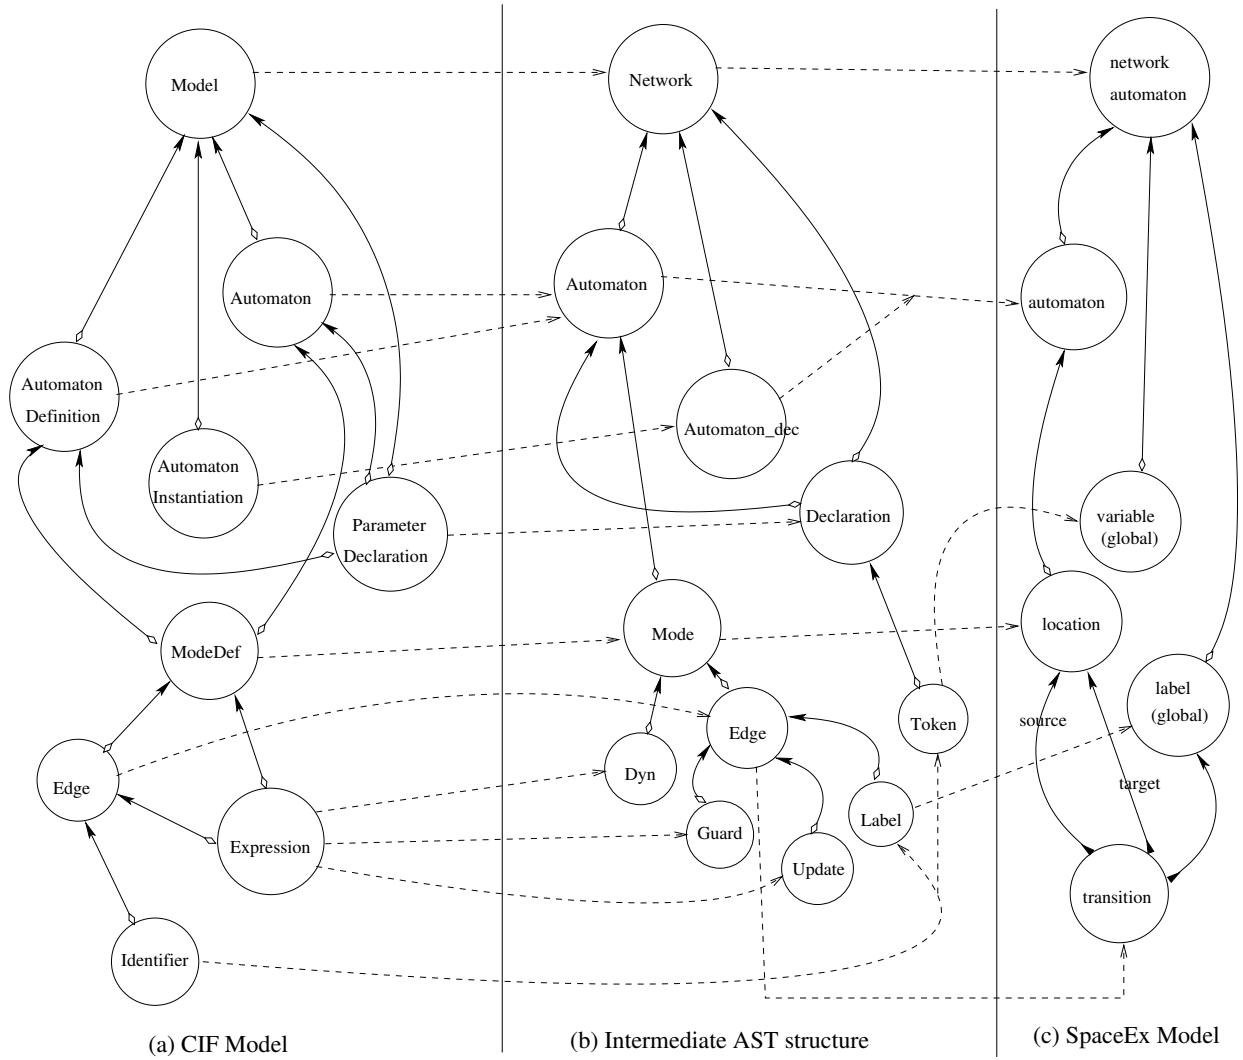 Model
Automaton
Automaton
Definition
Automaton
Instantiation
Parameter
Declaration
ModeDef
Edge
Expression
Identifier
(a) CIF Model
Network
Automaton
Automaton_dec
Declaration
Mode
Edge
Token
Dyn
Guard
Label
Update
(b) Intermediate AST structure
network
automaton
automaton
variable
(global)
location
label
(global)
source
target
transition
(c) SpaceEx Model